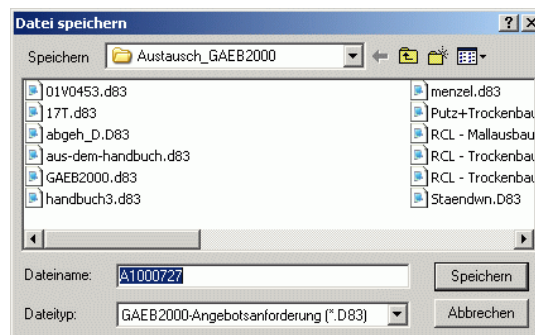 Datei speichern
Speichern Austausch_GAEB2000
01V0453.d83
17T.d83
abgeh_D.D83
aus-dem-handbuch.d83
GAEB2000.d83
handbuch3.d83
menzel.d83
Putz+Trockenbau
RCL - Mallausbau
RCL - Trockenbau
RCL - Trockenbau
Staendwn.D83
Dateiname: A1000727 Speichern
Dateityp: GAEB2000-Angebotsanforderung (*.D83) Abbrechen